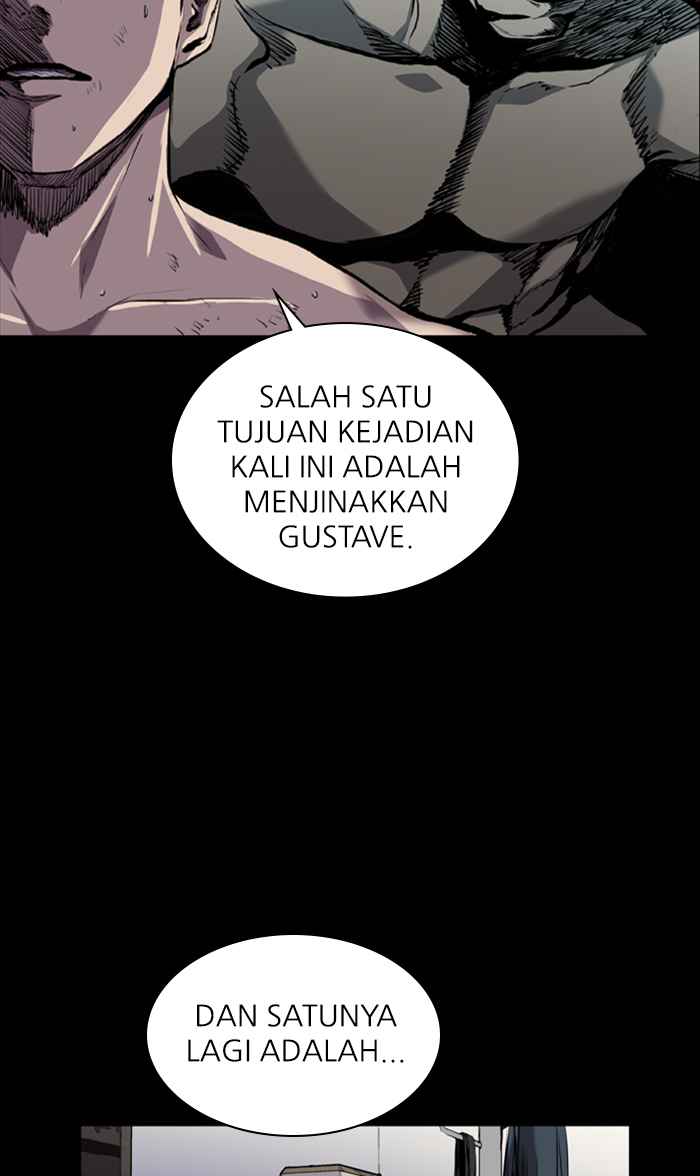 SALAH SATU
TUJUAN KEJADIAN
KALI INI ADALAH
MENJINAKKAN
GUSTAVE.
DAN SATUNYA
LAGI ADALAH...